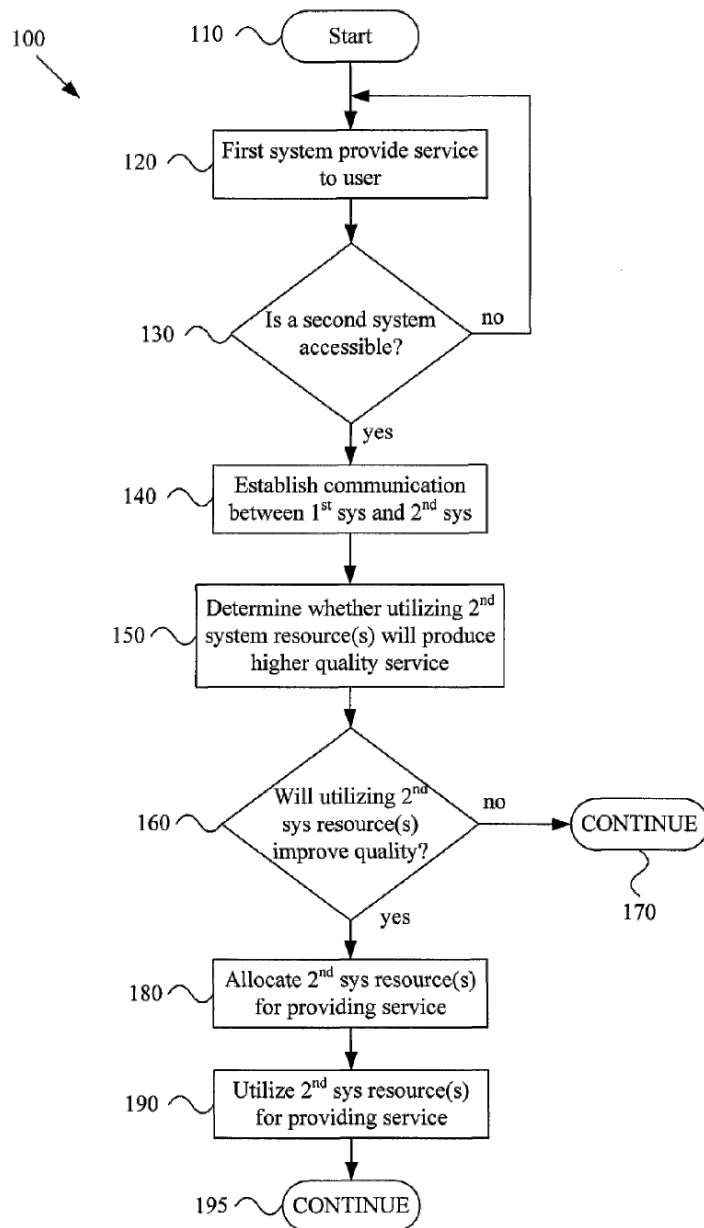 100
110
Start
120
First system provide service
to user
130
Is a second system
accessible?
no
yes
140
Establish communication
between 1st sys and 2nd sys
150
Determine whether utilizing 2nd
system resource(s) will produce
higher quality service
160
Will utilizing 2nd
sys resource(s)
improve quality?
no
CONTINUE
170
yes
180
Allocate 2nd sys resource(s)
for providing service
190
Utilize 2nd sys resource(s)
for providing service
195
CONTINUE